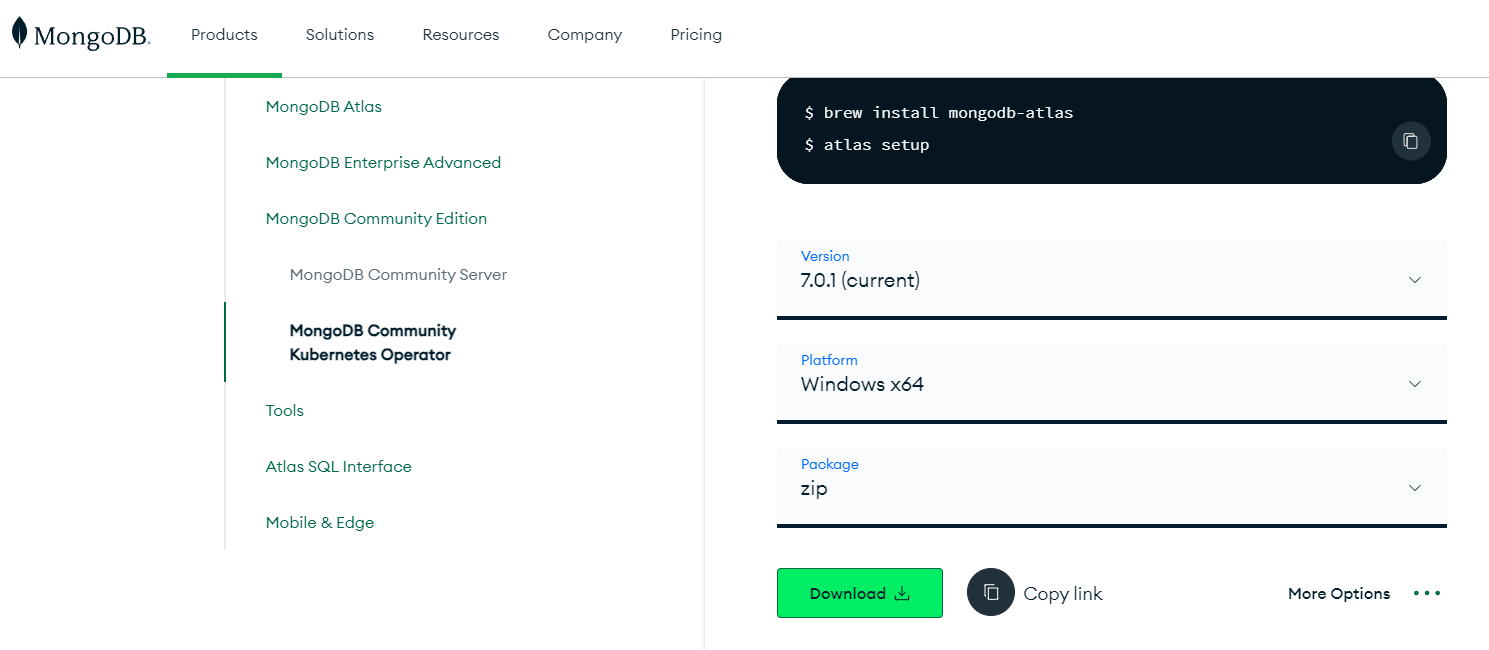 MongoDB.
Products
Solutions
Resources
Company
Pricing
MongoDB Atlas
MongoDB Enterprise Advanced
MongoDB Community Edition
MongoDB Community Server
MongoDB Community
Kubernetes Operator
Tools
Atlas SQL Interface
Mobile & Edge
$ brew install mongodb-atlas
$ atlas setup
Version
7.0.1 (current)
Platform
Windows x64
Package
zip
Download
Copy link
More Options